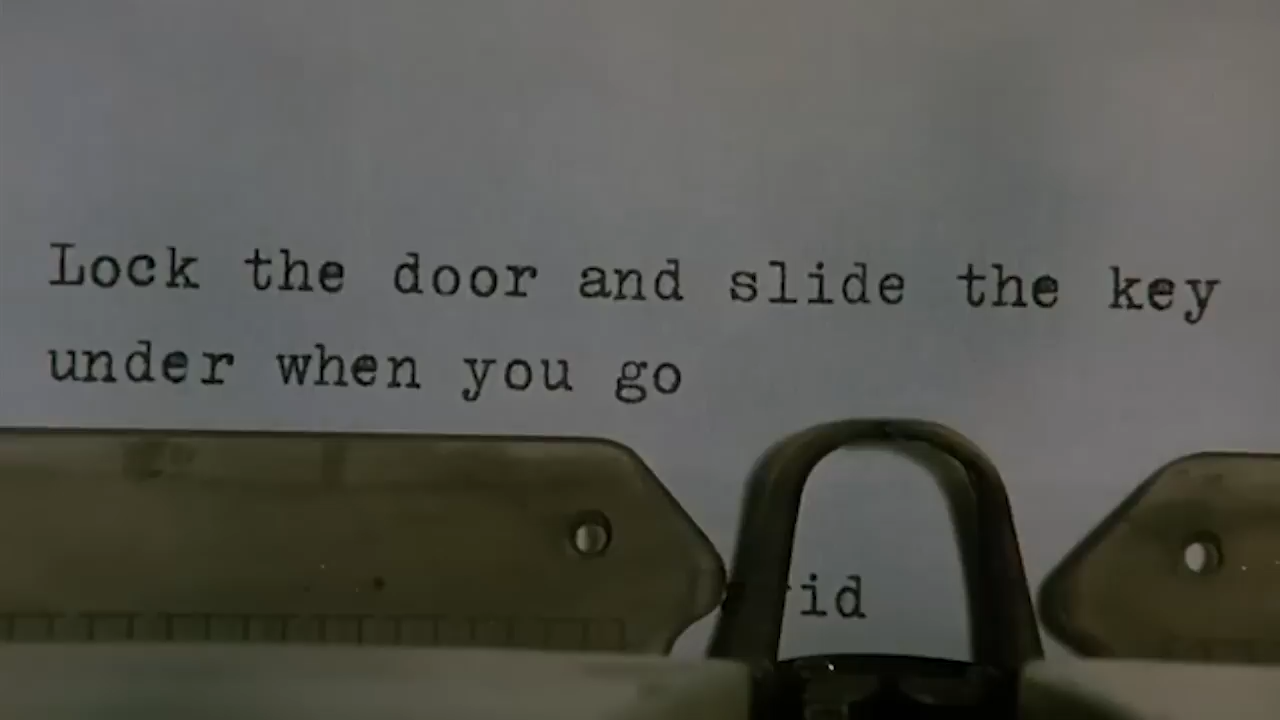 Lock the door and slide the key
under when you go
id